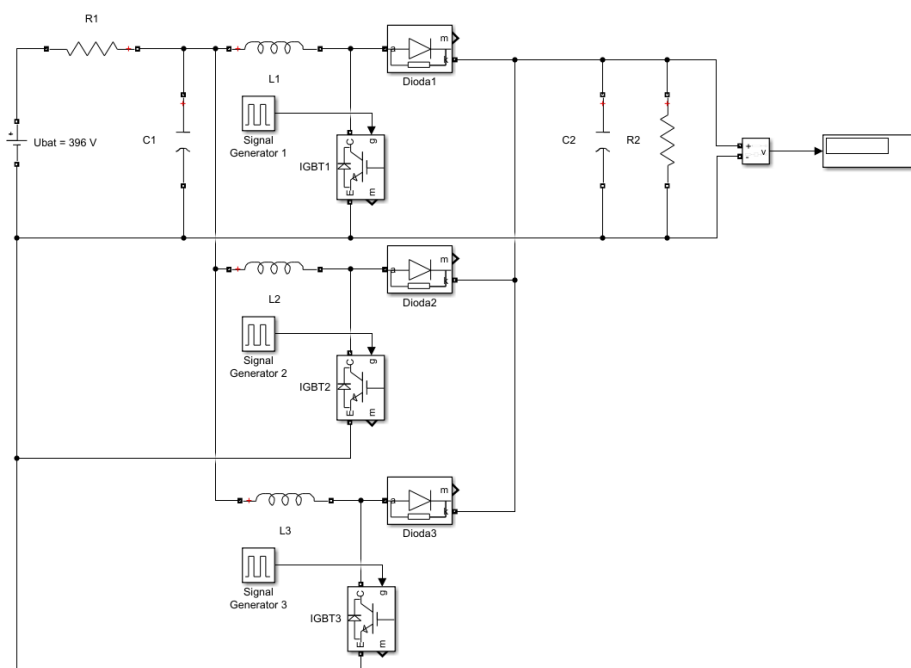 R1
Ubat = 396 V
C1
L1
Signal
Generator 1
IGBT1
C
g
E
m
a
m
k
Dioda1
C2
R2
+
-
v
L2
Signal
Generator 2
IGBT2
C
g
E
m
a
m
k
Dioda2
L3
Signal
Generator 3
IGBT3
C
g
E
m
a
m
k
Dioda3